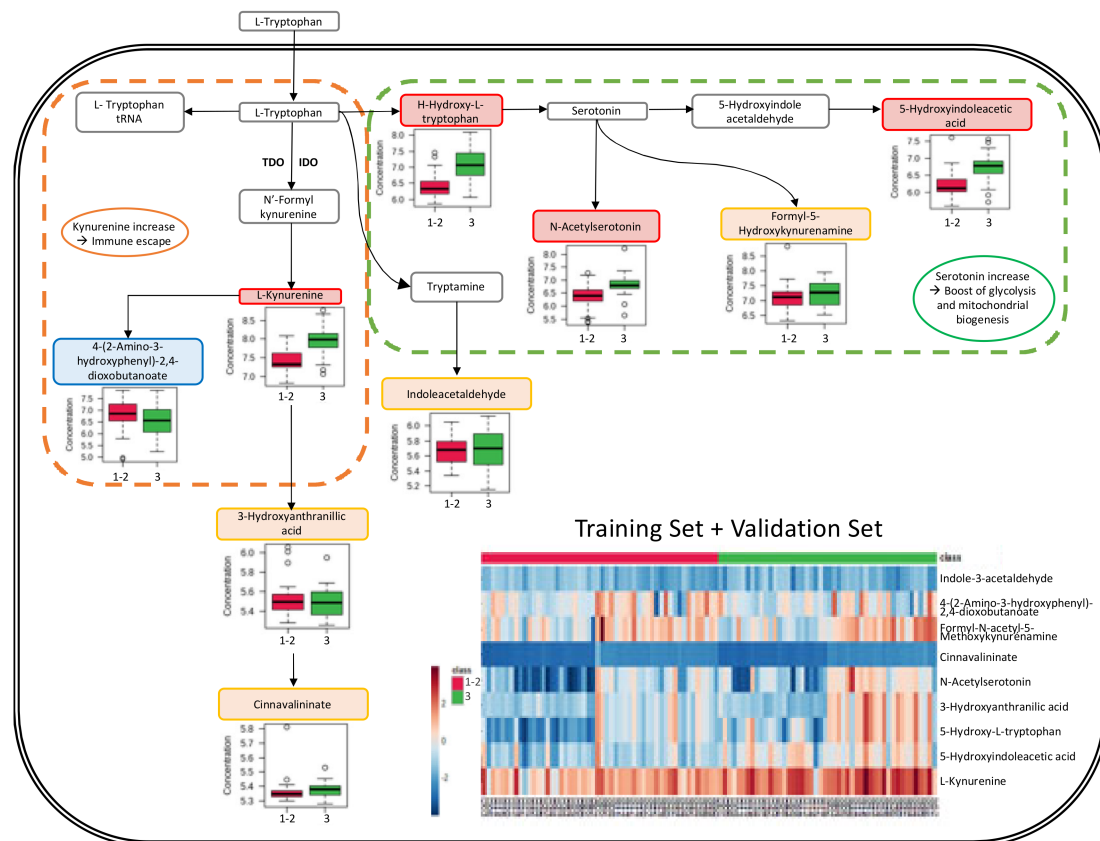 L-Tryptophan
L- Tryptophan
tRNA
L-Tryptophan
H-Hydroxy-L-
tryptophan
Serotonin
5-Hydroxyindole
acetaldehyde
5-Hydroxyindoleacetic
acid
TDO
IDO
N'-Formyl
kynurenine
Kynurenine increase
→ Immune escape
Concentration
8.0
7.5
7.0
6.5
6.0
1-2
3
Concentration
7.5
7.0
6.5
6.0
1-2
3
N-Acetylserotonin
Formyl-5-
Hydroxykynurenamine
Concentration
8.0
7.5
7.0
6.5
6.0
5.5
1-2
3
Concentration
8.5
8.0
7.5
7.0
6.5
1-2
3
Serotonin increase
→ Boost of glycolysis
and mitochondrial
biogenesis
Tryptamine
L-Kynurenine
Concentration
8.5
8.0
7.5
7.0
1-2
3
4-(2-Amino-3-
hydroxyphenyl)-2,4-
dioxobutanoate
Concentration
7.5
7.0
6.5
6.0
5.5
5.0
1-2
3
Indoleacetaldehyde
Concentration
6.0
5.8
5.6
5.4
5.2
1-2
3
3-Hydroxyanthranillic
acid
Concentration
6.0
5.8
5.6
5.4
1-2
3
Cinnavalininate
Concentration
5.8
5.7
5.6
5.5
5.4
5.3
1-2
3
Training Set + Validation Set
class
Indole-3-acetaldehyde
4-(2-Amino-3-hydroxyphenyl)-
2,4-dioxobutanoate
Formyl-N-acetyl-5-
Methoxykynurenamine
Cinnavalininate
N-Acetylserotonin
3-Hydroxyanthranilic acid
5-Hydroxy-L-tryptophan
5-Hydroxyindoleacetic acid
L-Kynurenine
class
1-2
3
2
0
-2